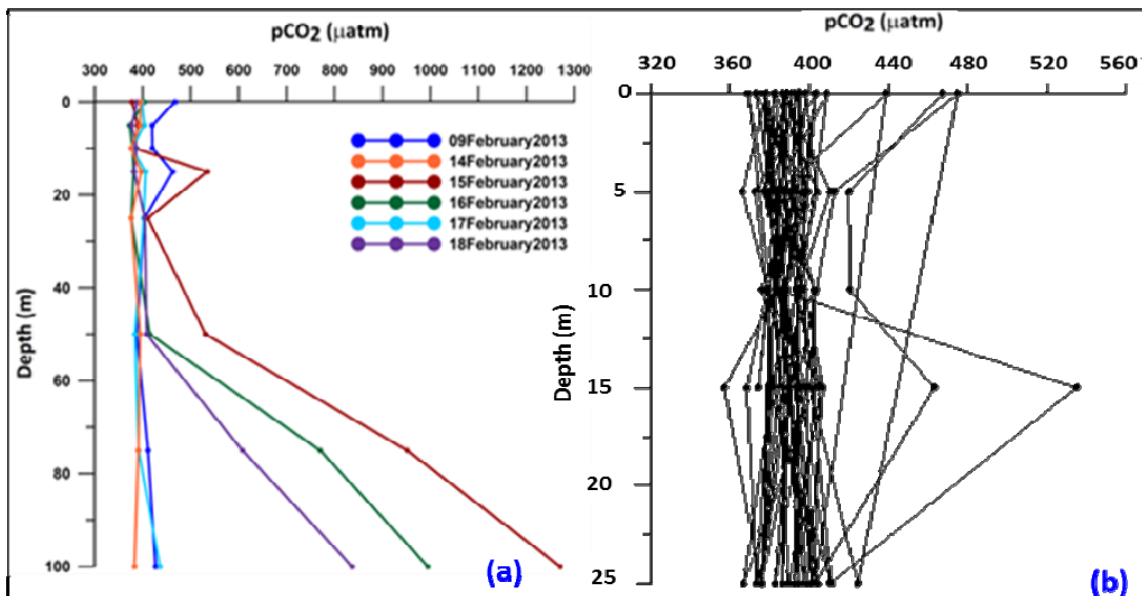 pCO2 (µatm)
300 400 500 600 700 800 900 1000 1100 1200 1300
0
20
40
60
80
100
Depth (m)
09February2013
14February2013
15February2013
16February2013
17February2013
18February2013
(a)
pCO2 (µatm)
320 360 400 440 480 520 560
0
5
10
15
20
25
Depth (m)
(b)